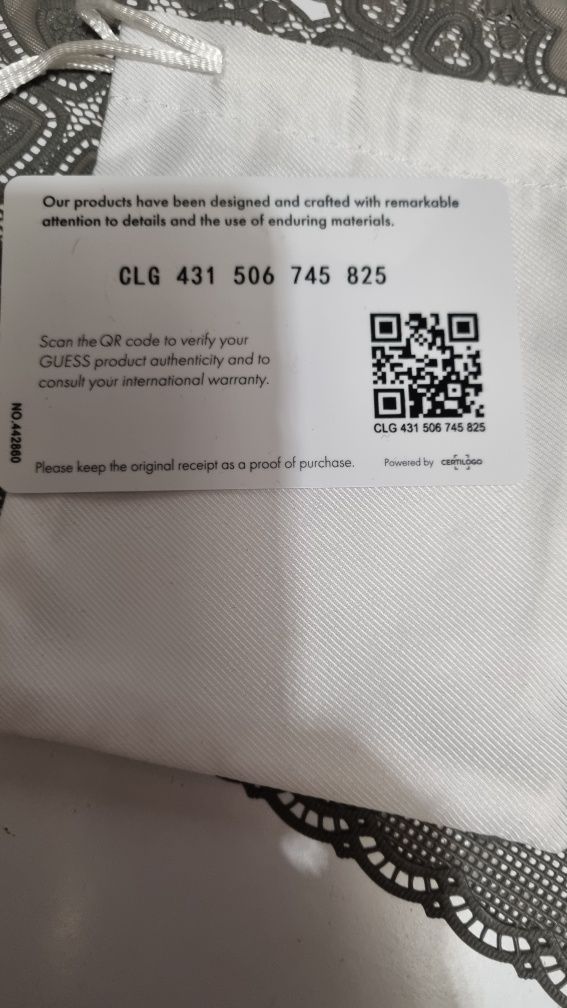 Our products have been designed and crafted with remarkable
attention to details and the use of enduring materials.
CLG 431 506 745 825
Scan the QR code to verify your
GUESS product authenticity and to
consult your international warranty.
CLG 431 506 745 825
NO.442860
Please keep the original receipt as a proof of purchase.
Powered by CERTILOGO